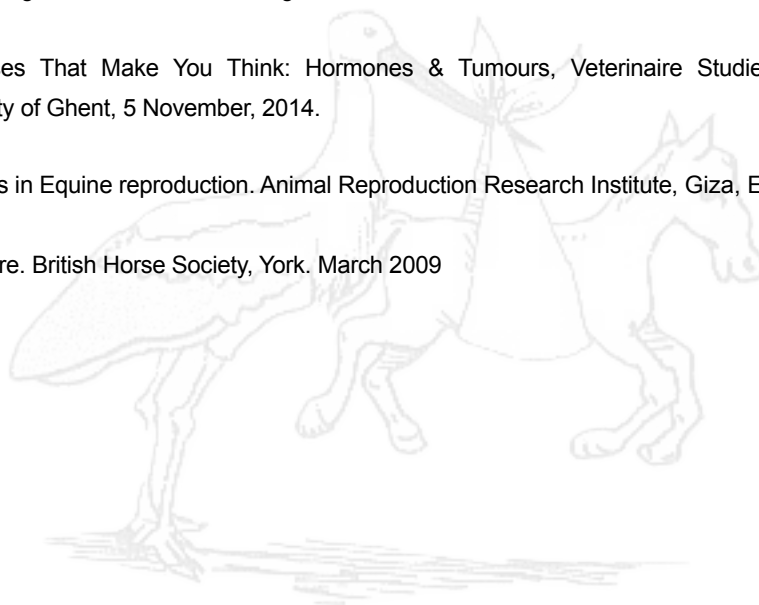 es That Make You Think: Hormones & Tumours, Veterinaire Studie
ty of Ghent, 5 November, 2014.
s in Equine reproduction. Animal Reproduction Research Institute, Giza, E
re. British Horse Society, York. March 2009